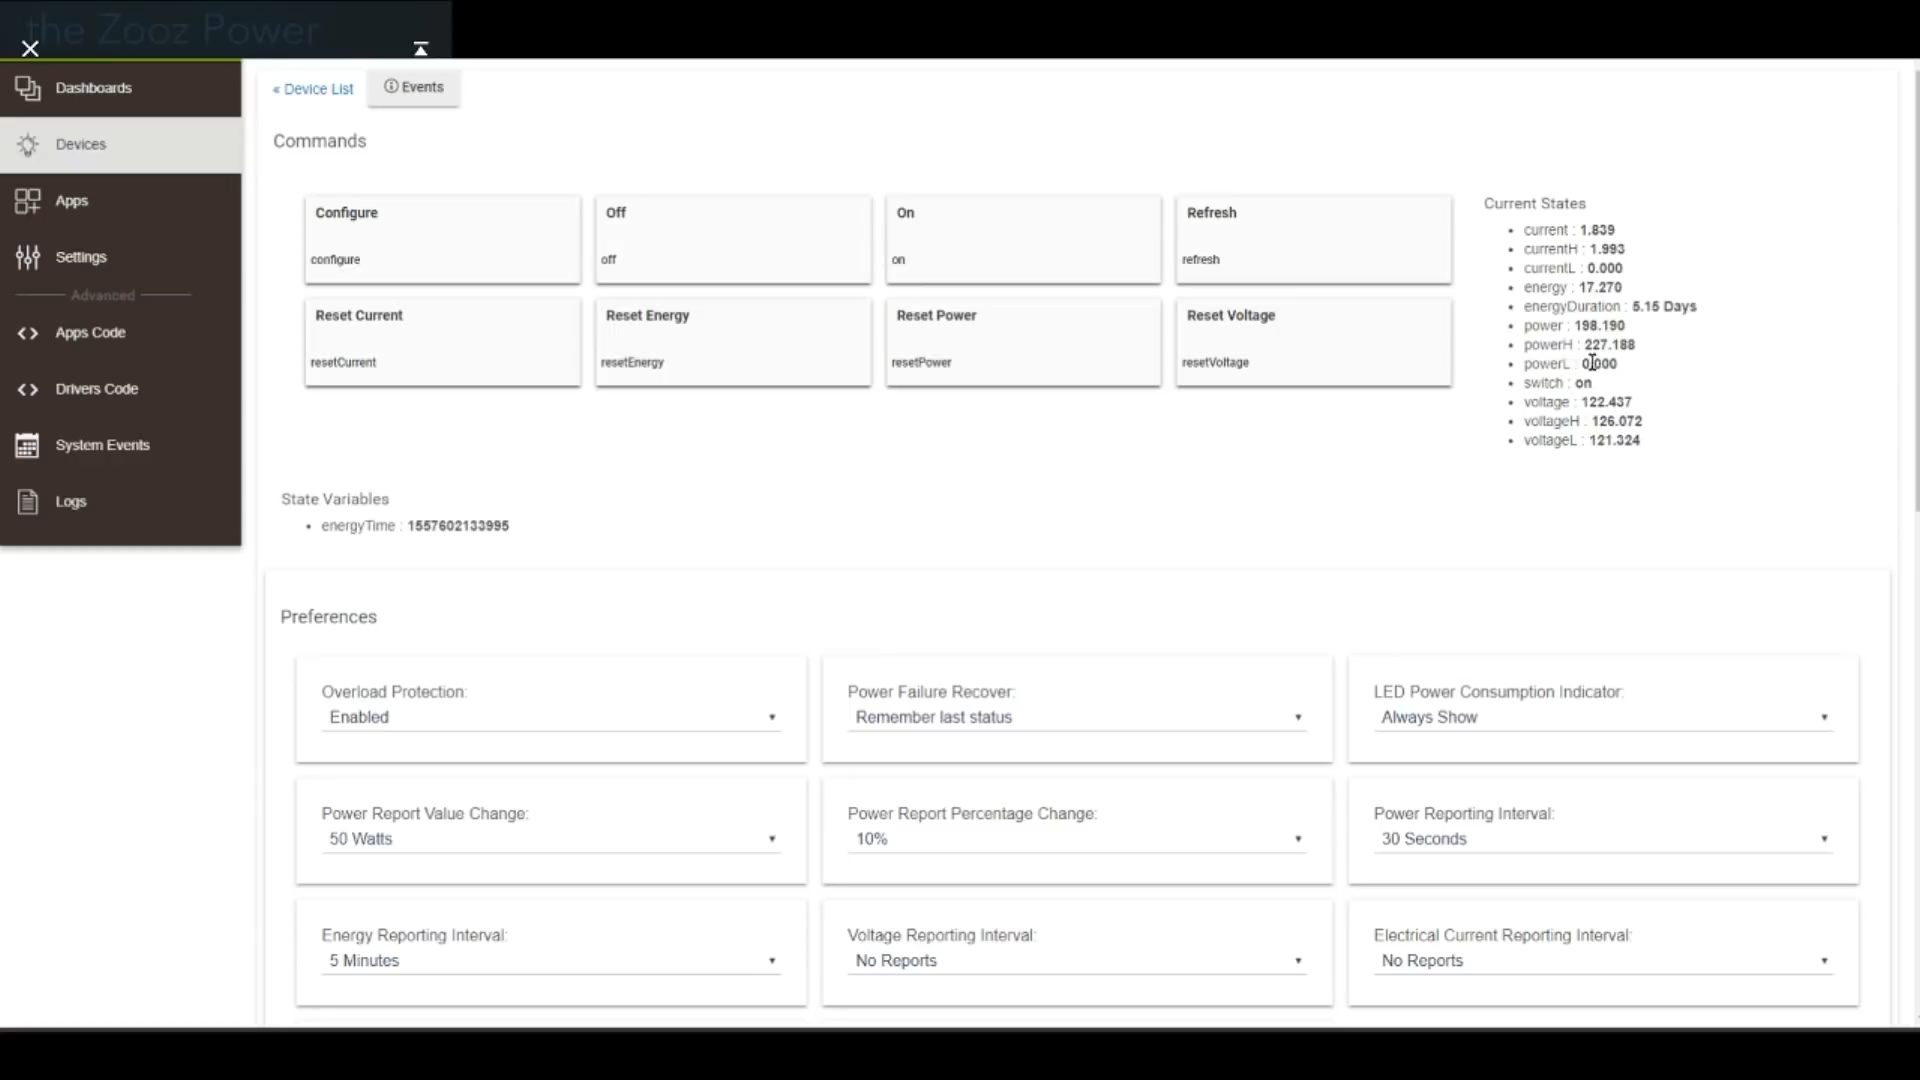 the Zooz Power
Dashboards
Devices
Apps
Settings
Advanced
Apps Code
Drivers Code
System Events
Logs
« Device List
Events
Commands
Configure
configure
Off
off
On
on
Refresh
refresh
Reset Current
resetCurrent
Reset Energy
resetEnergy
Reset Power
resetPower
Reset Voltage
resetVoltage
Current States
current : 1.839
currentH : 1.993
currentL : 0.000
energy : 17.270
energyDuration : 5.15 Days
power : 198.190
powerH : 227.188
powerL : 0.000
switch : on
voltage : 122.437
voltageH : 126.072
voltageL : 121.324
State Variables
energyTime : 1557602133995
Preferences
Overload Protection:
Enabled
Power Failure Recover:
Remember last status
LED Power Consumption Indicator:
Always Show
Power Report Value Change:
50 Watts
Power Report Percentage Change:
10%
Power Reporting Interval:
30 Seconds
Energy Reporting Interval:
5 Minutes
Voltage Reporting Interval:
No Reports
Electrical Current Reporting Interval:
No Reports